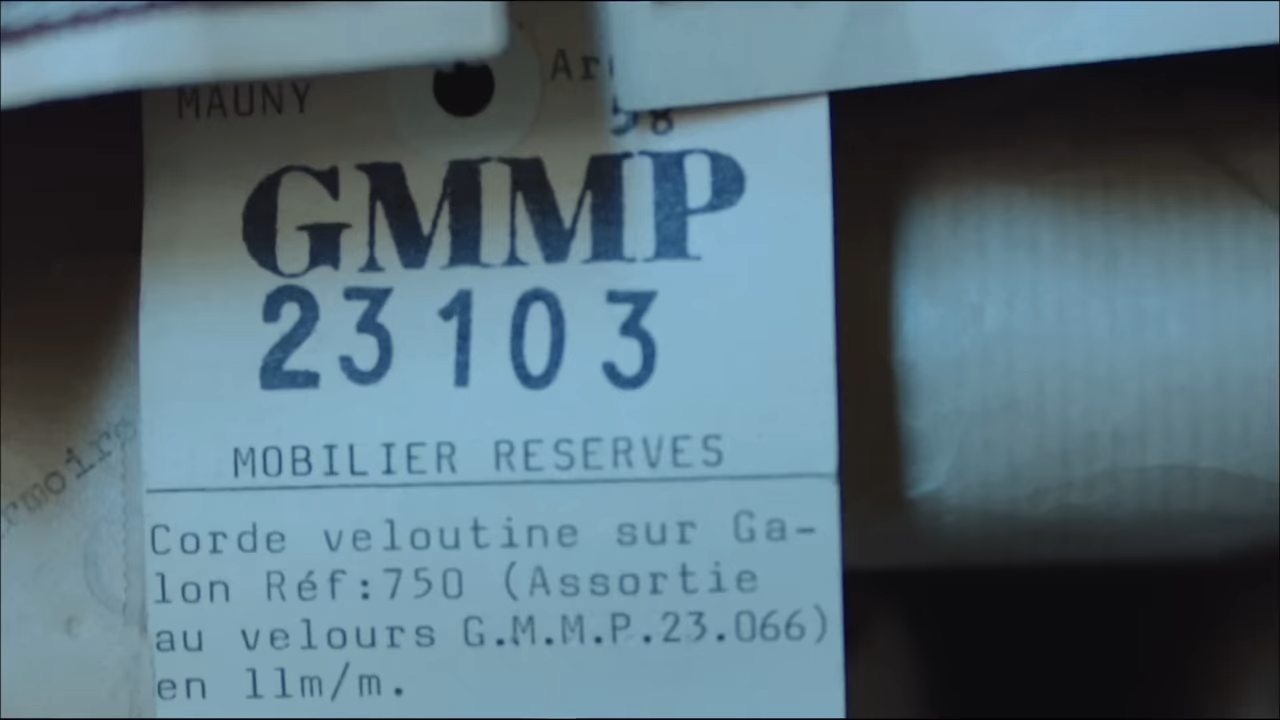 MAUNY
58
GMMP
23103
MOBILIER RESERVES
Corde veloutine sur Ga-
lon Réf:750 (Assortie
au velours G.M.M.P.23.066)
en 11m/m.